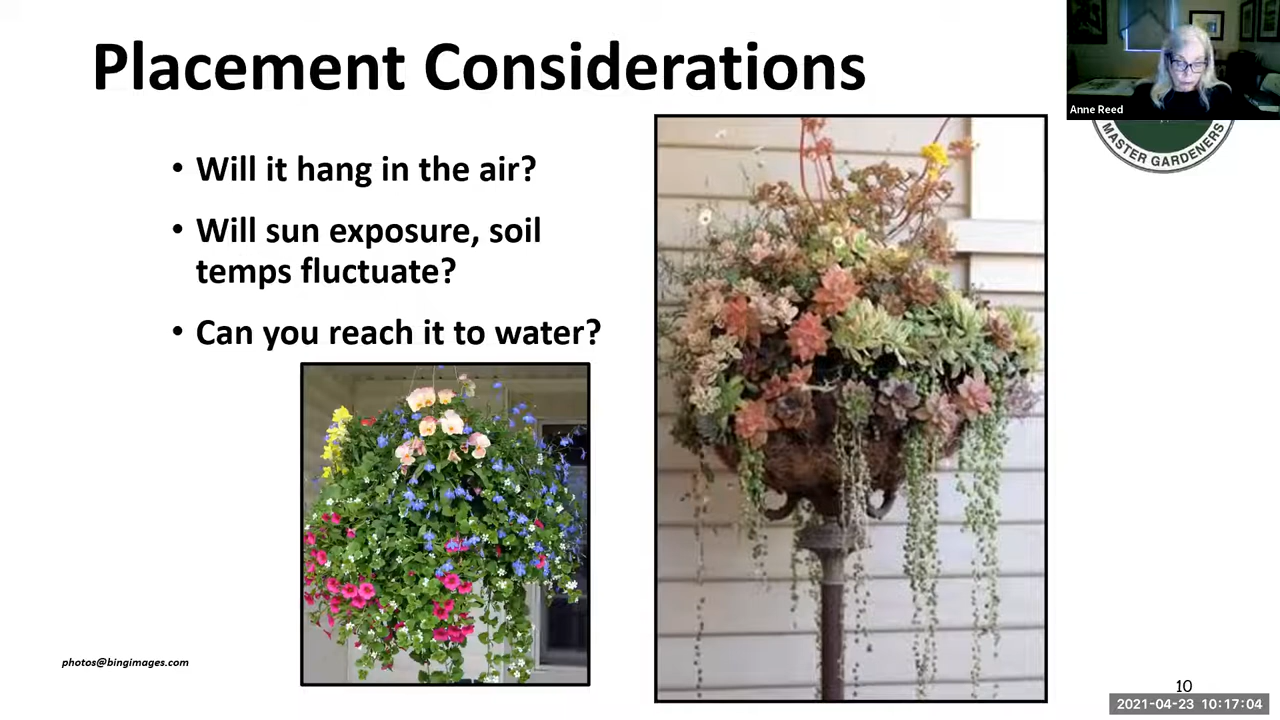 Placement Considerations
Anne Reed
MASTER GARDENERS
• Will it hang in the air?
• Will sun exposure, soil
temps fluctuate?
• Can you reach it to water?
photos@bingimages.com
10
2021-04-23 10:17:04